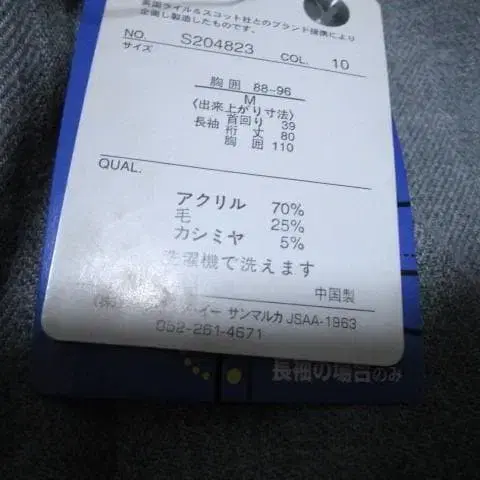 英国ライル&スコット社とのブランド提携により
企画し製造したものです。
NO. S204823 COL. 10
サイズ
胸囲 88-96
M
〈出来上がり寸法〉
長袖 首回り 39
裄丈 80
胸囲 110
QUAL.
アクリル 70%
毛 25%
カシミヤ 5%
洗濯機で洗えます
中国製
サンマルカ JSAA-1963
052-261-4671
長袖の場合のみ